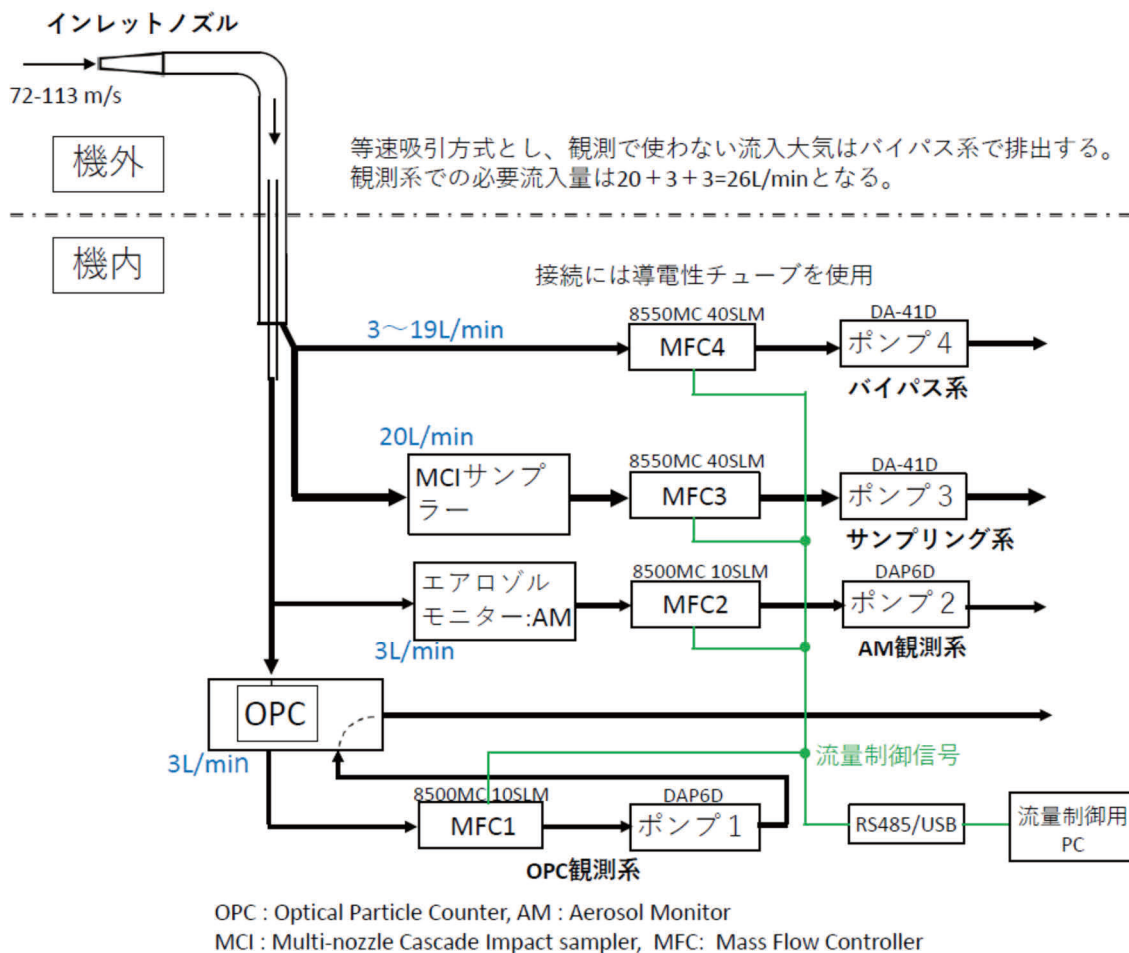 インレットノズル
72-113 m/s
機外
等速吸引方式とし、観測で使わない流入大気はバイパス系で排出する。
観測系での必要流入量は20+3+3=26L/minとなる。
機内
接続には導電性チューブを使用
3～19L/min
8550MC 40SLM
MFC4
DA-41D
ポンプ４
バイパス系
20L/min
MCIサンプ
ラー
8550MC 40SLM
MFC3
DA-41D
ポンプ３
サンプリング系
エアロゾル
モニター:AM
3L/min
8500MC 10SLM
MFC2
DAP6D
ポンプ２
AM観測系
OPC
3L/min
流量制御信号
8500MC 10SLM
MFC1
DAP6D
ポンプ１
OPC観測系
RS485/USB
流量制御用
PC
OPC : Optical Particle Counter, AM : Aerosol Monitor
MCI : Multi-nozzle Cascade Impact sampler, MFC: Mass Flow Controller